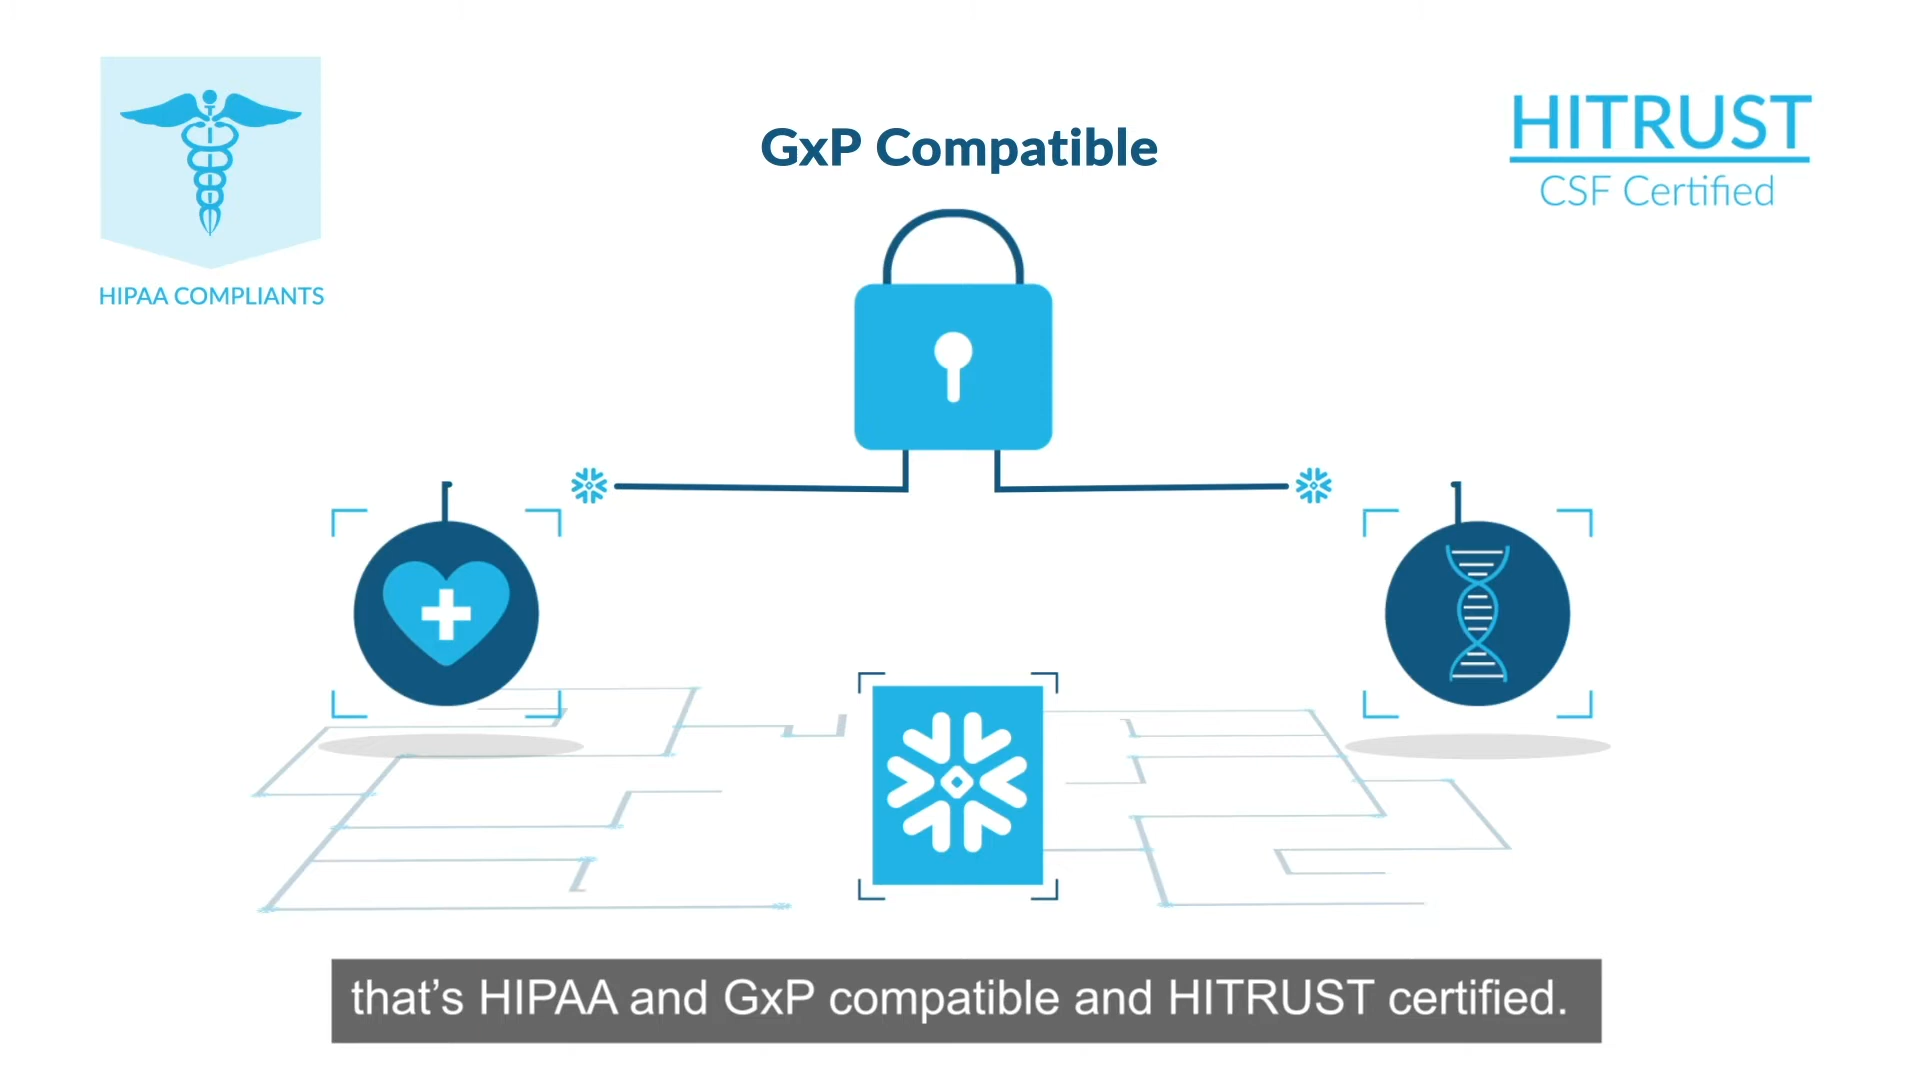 GxP Compatible
HITRUST
CSF Certified
HIPAA COMPLIANTS
that's HIPAA and GxP compatible and HITRUST certified.